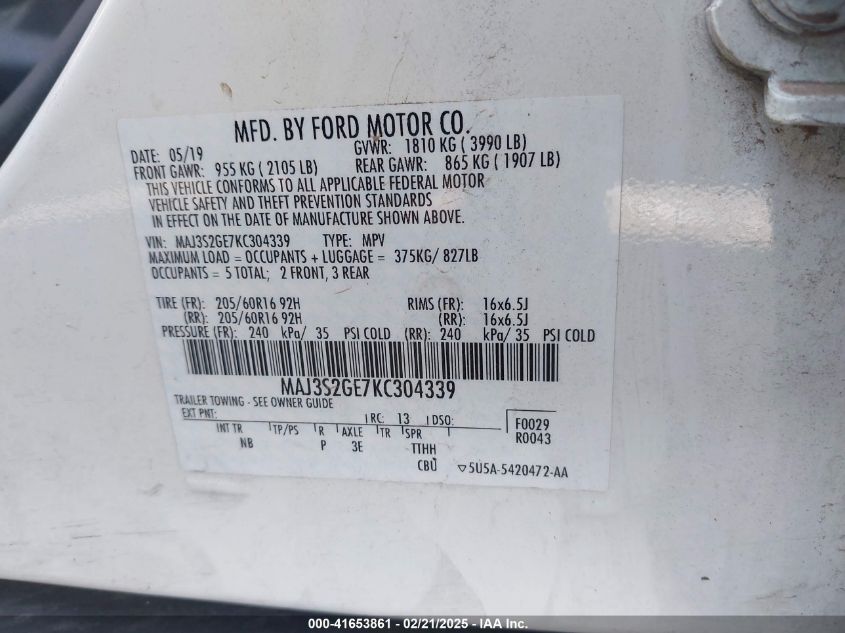 MFD. BY FORD MOTOR CO.
DATE: 05/19 GVWR: 1810 KG ( 3990 LB)
FRONT GAWR: 955 KG ( 2105 LB) REAR GAWR: 865 KG ( 1907 LB)
THIS VEHICLE CONFORMS TO ALL APPLICABLE FEDERAL MOTOR
VEHICLE SAFETY AND THEFT PREVENTION STANDARDS
IN EFFECT ON THE DATE OF MANUFACTURE SHOWN ABOVE.
VIN: MAJ3S2GE7KC304339 TYPE: MPV
MAXIMUM LOAD = OCCUPANTS + LUGGAGE = 375KG/ 827LB
OCCUPANTS = 5 TOTAL; 2 FRONT, 3 REAR
TIRE (FR): 205/60R16 92H RIMS (FR): 16x6.5J
(RR): 205/60R16 92H (RR): 16x6.5J
PRESSURE (FR): 240 kPa/ 35 PSI COLD (RR): 240 kPa/ 35 PSI COLD
MAJ3S2GE7KC304339
TRAILER TOWING - SEE OWNER GUIDE
EXT PNT: RC: 13 DSO: F0029
INT TR TP/PS R AXLE TR SPR R0043
NB P 3E TTHH
CBU 5U5A-5420472-AA
000-41653861 - 02/21/2025 - IAA Inc.